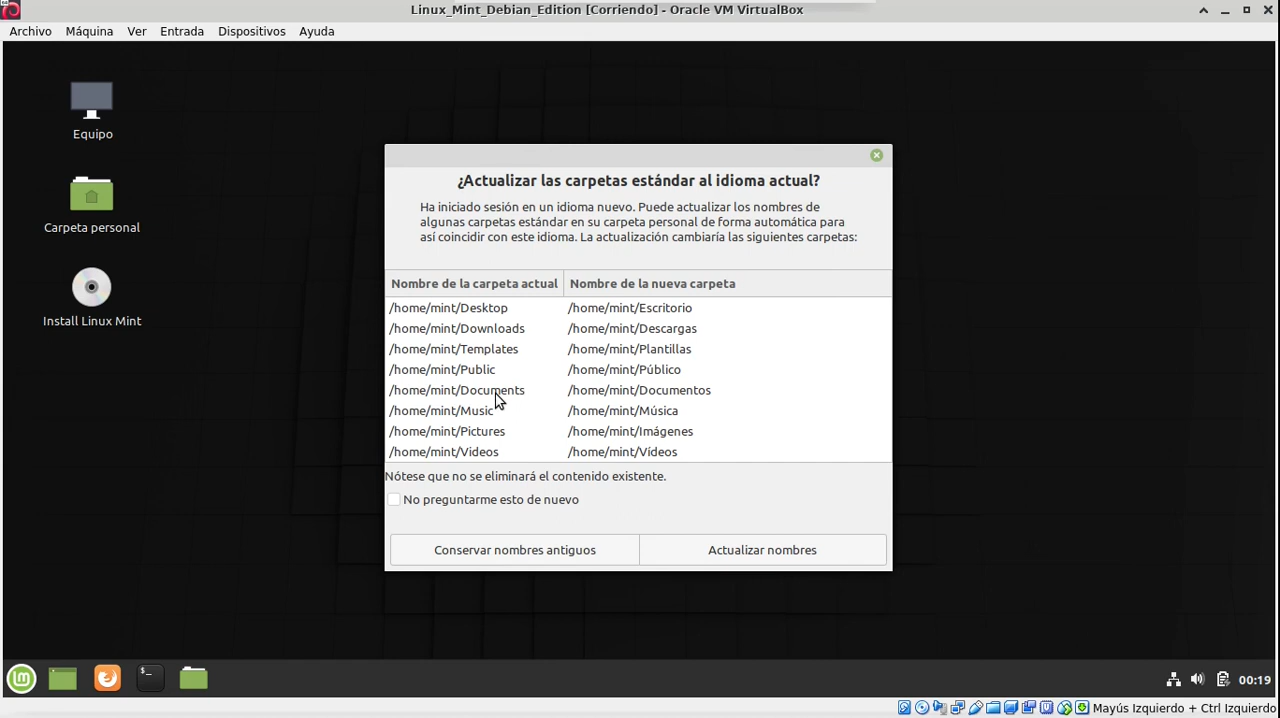 Linux_Mint_Debian_Edition [Corriendo] - Oracle VM VirtualBox
Archivo Máquina Ver Entrada Dispositivos Ayuda
Equipo
Carpeta personal
Install Linux Mint
¿Actualizar las carpetas estándar al idioma actual?
Ha iniciado sesión en un idioma nuevo. Puede actualizar los nombres de
algunas carpetas estándar en su carpeta personal de forma automática para
así coincidir con este idioma. La actualización cambiaría las siguientes carpetas:
Nombre de la carpeta actual Nombre de la nueva carpeta
/home/mint/Desktop /home/mint/Escritorio
/home/mint/Downloads /home/mint/Descargas
/home/mint/Templates /home/mint/Plantillas
/home/mint/Public /home/mint/Público
/home/mint/Documents /home/mint/Documentos
/home/mint/Music /home/mint/Música
/home/mint/Pictures /home/mint/Imágenes
/home/mint/Videos /home/mint/Vídeos
Nótese que no se eliminará el contenido existente.
No preguntarme esto de nuevo
Conservar nombres antiguos Actualizar nombres
00:19
Mayús Izquierdo + Ctrl Izquierdo